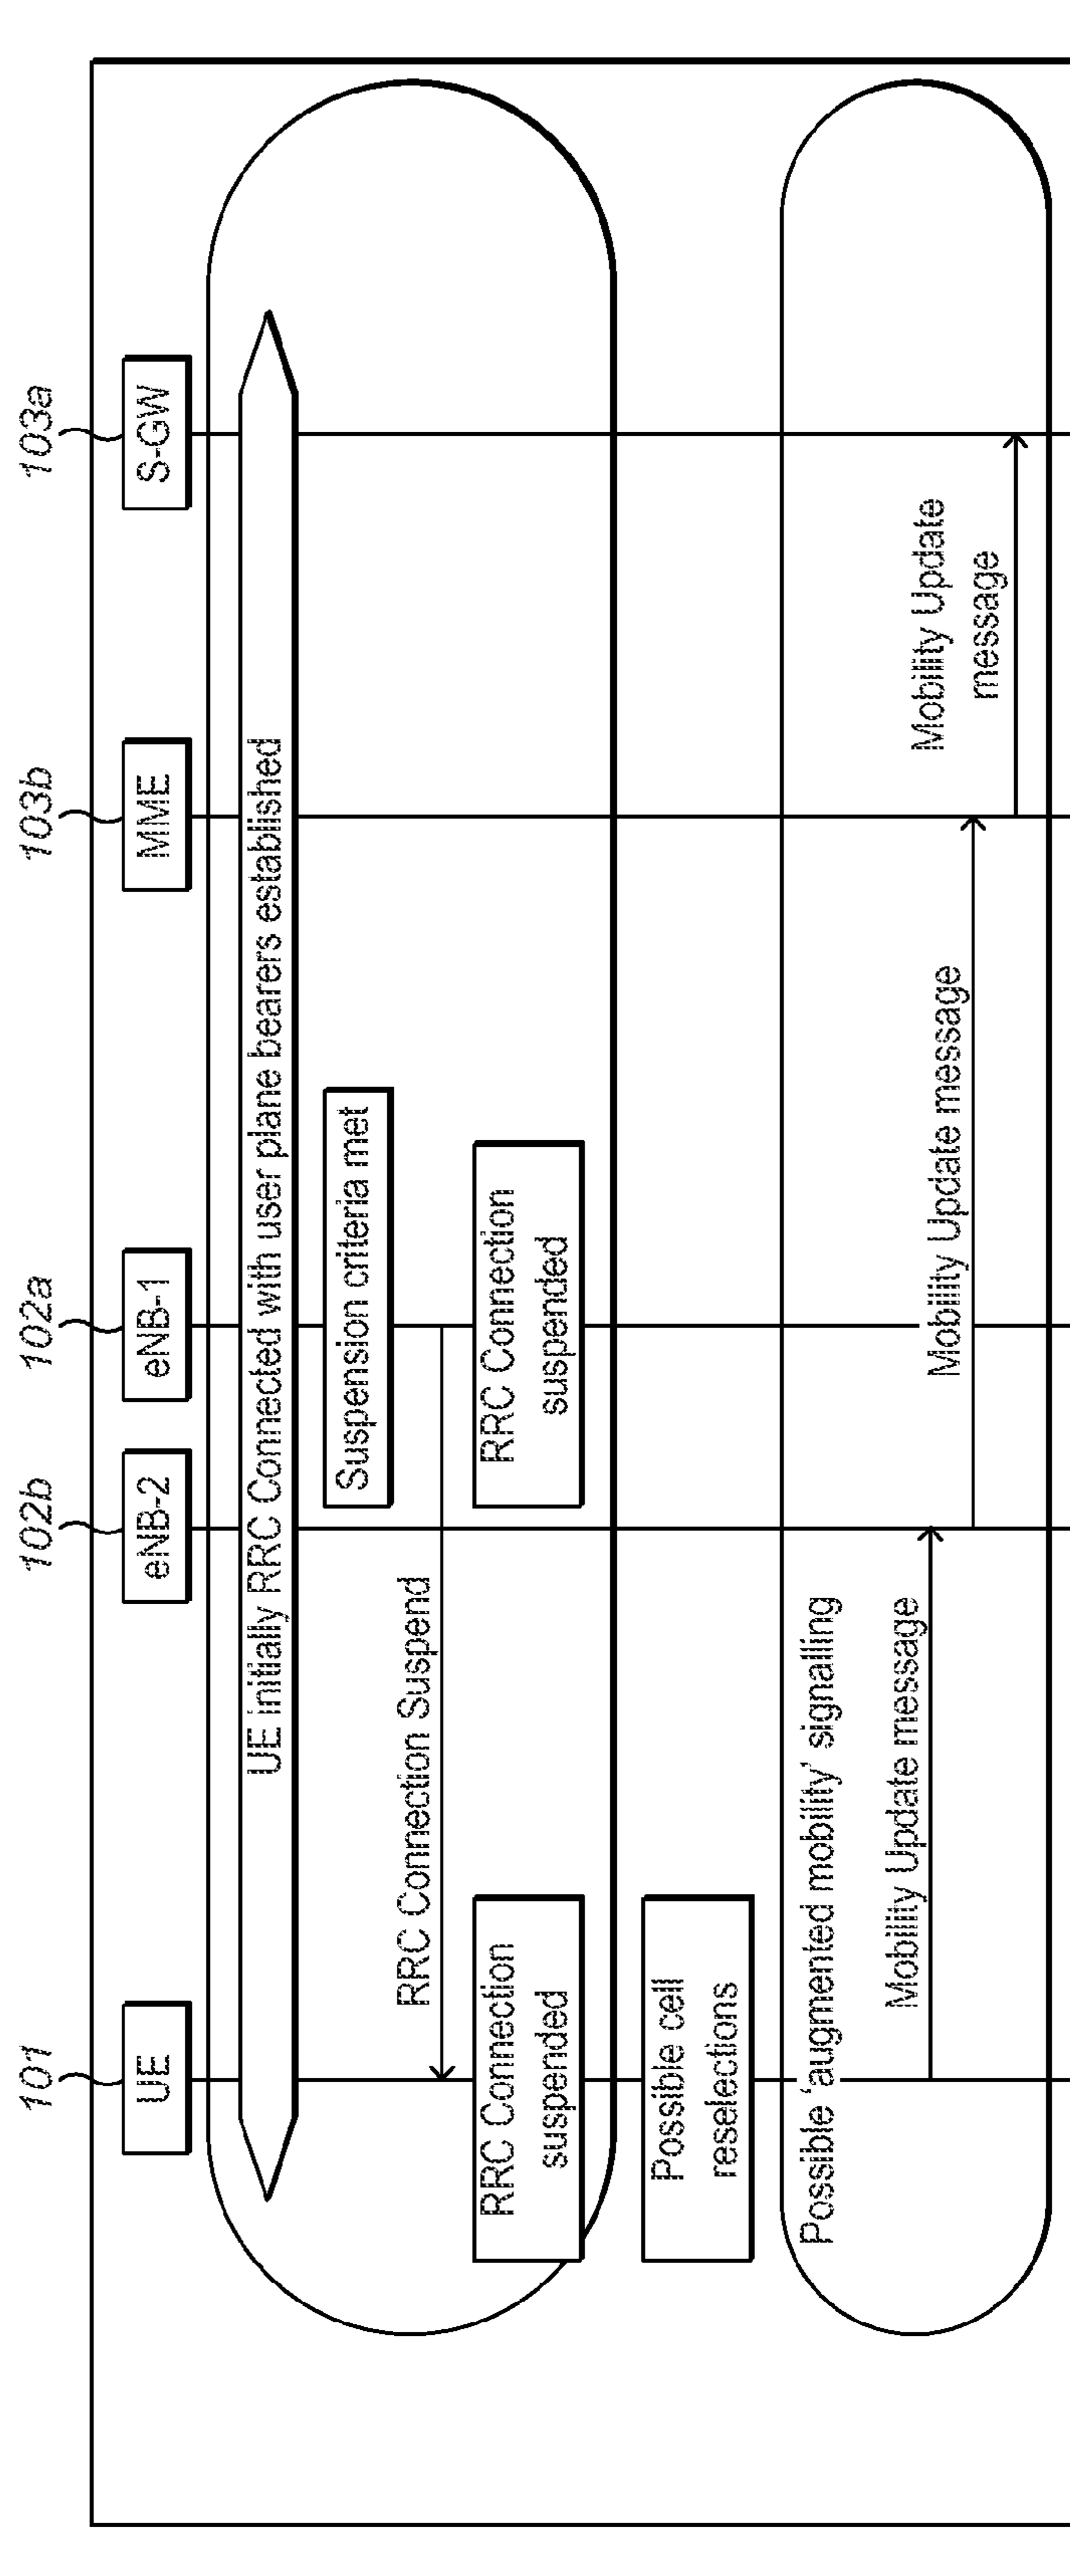 101
102b
102a
103b
103a
UE
eNB-2
eNB-1
MME
S-GW
UE initially RRC Connected with user plane bearers established
Suspension criteria met
RRC Connection Suspend
RRC Connection
suspended
RRC Connection
suspended
Possible cell
reselections
Possible ‘augmented mobility’ signalling
Mobility Update message
Mobility Update message
Mobility Update
message